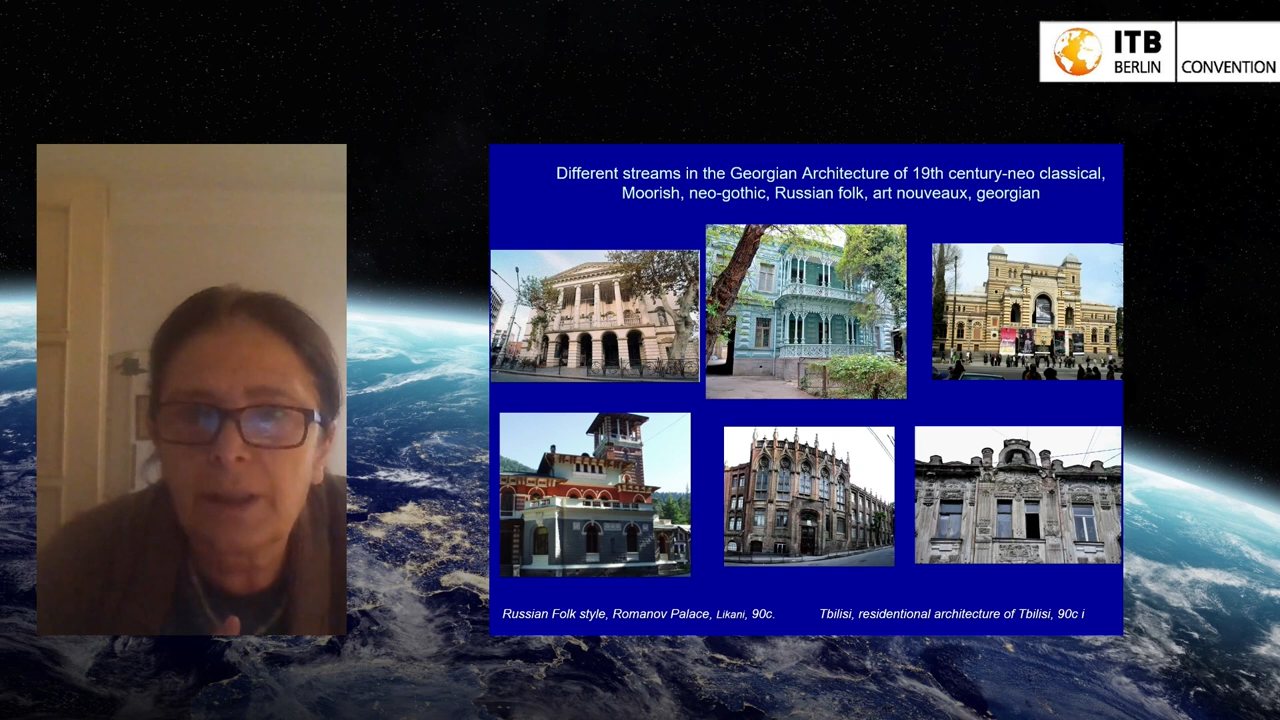 ITB
BERLIN
CONVENTION
Different streams in the Georgian Architecture of 19th century-neo classical,
Moorish, neo-gothic, Russian folk, art nouveaux, georgian
Russian Folk style, Romanov Palace, Likani, 90c.
Tbilisi, residentional architecture of Tbilisi, 90c i